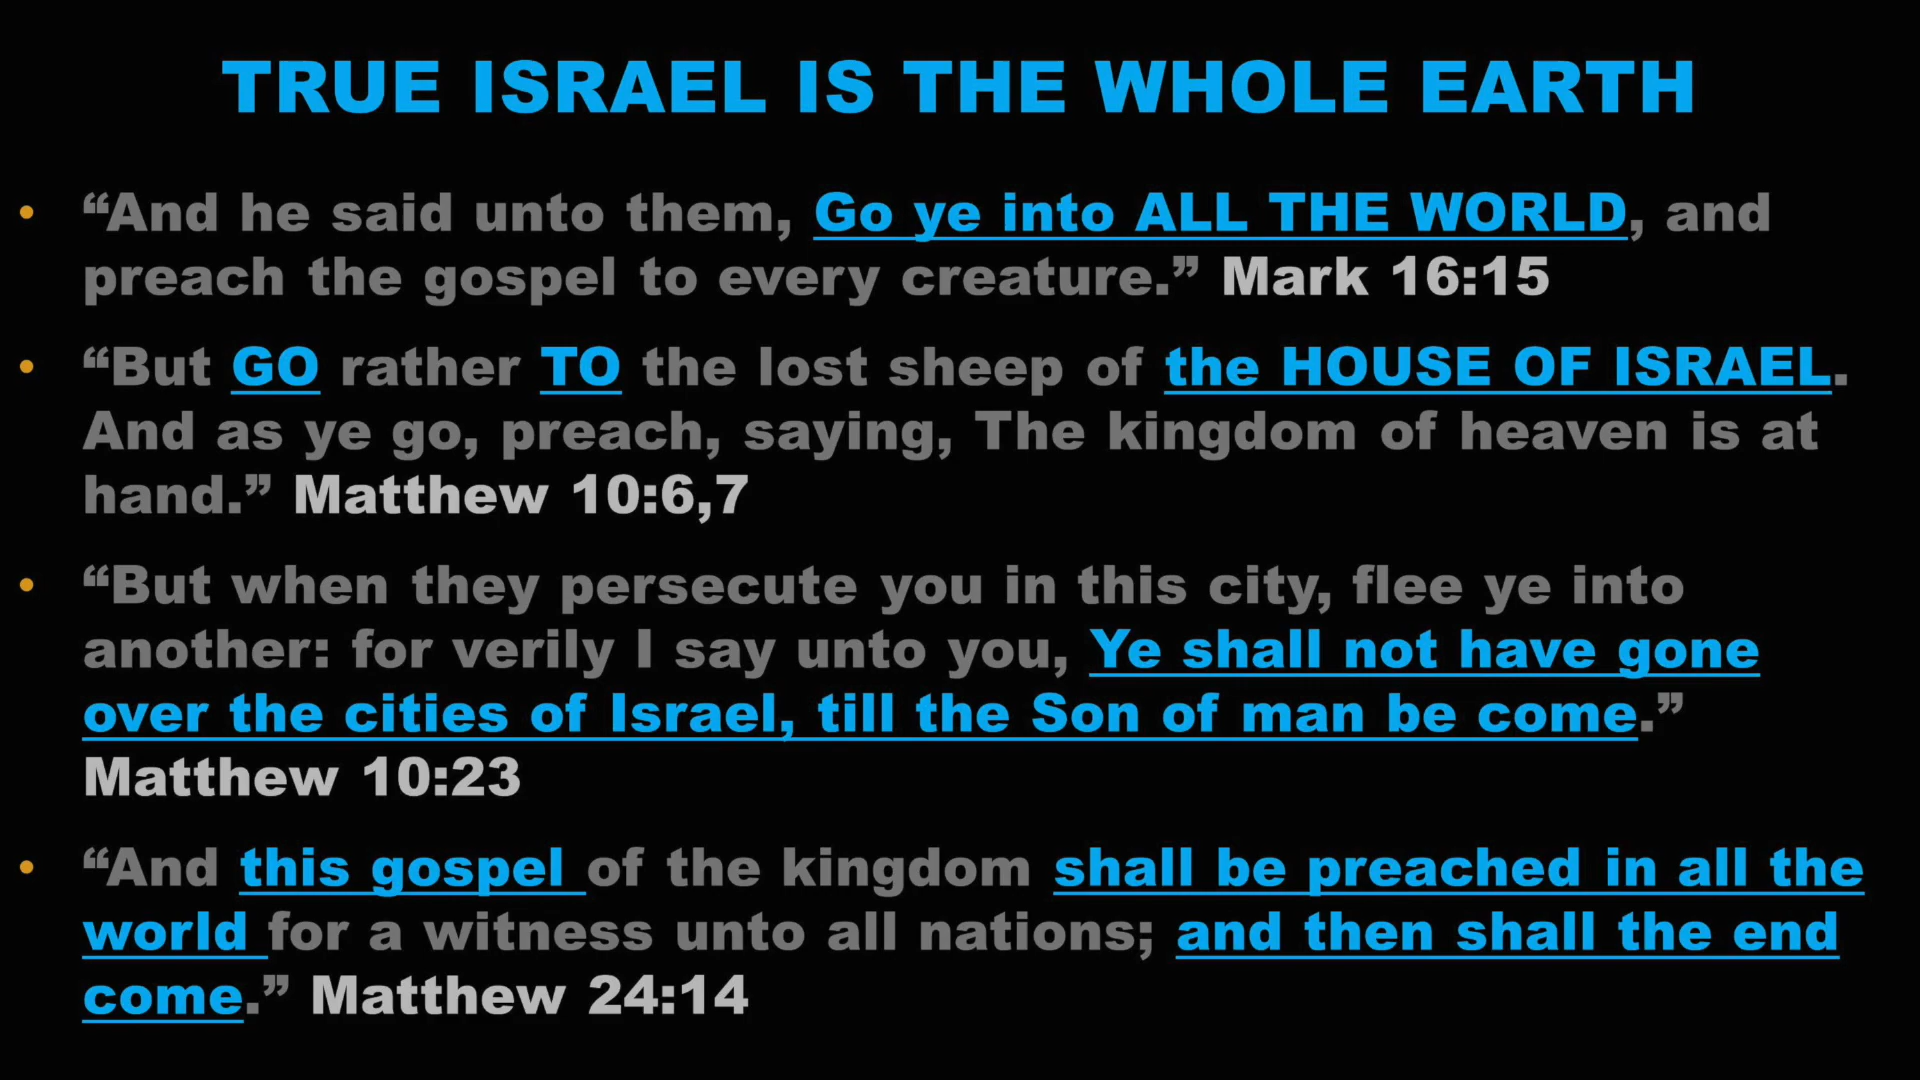 TRUE ISRAEL IS THE WHOLE EARTH
• “And he said unto them, Go ye into ALL THE WORLD, and
preach the gospel to every creature.” Mark 16:15
• “But GO rather TO the lost sheep of the HOUSE OF ISRAEL.
And as ye go, preach, saying, The kingdom of heaven is at
hand.” Matthew 10:6,7
• “But when they persecute you in this city, flee ye into
another: for verily I say unto you, Ye shall not have gone
over the cities of Israel, till the Son of man be come.”
Matthew 10:23
• “And this gospel of the kingdom shall be preached in all the
world for a witness unto all nations; and then shall the end
come.” Matthew 24:14